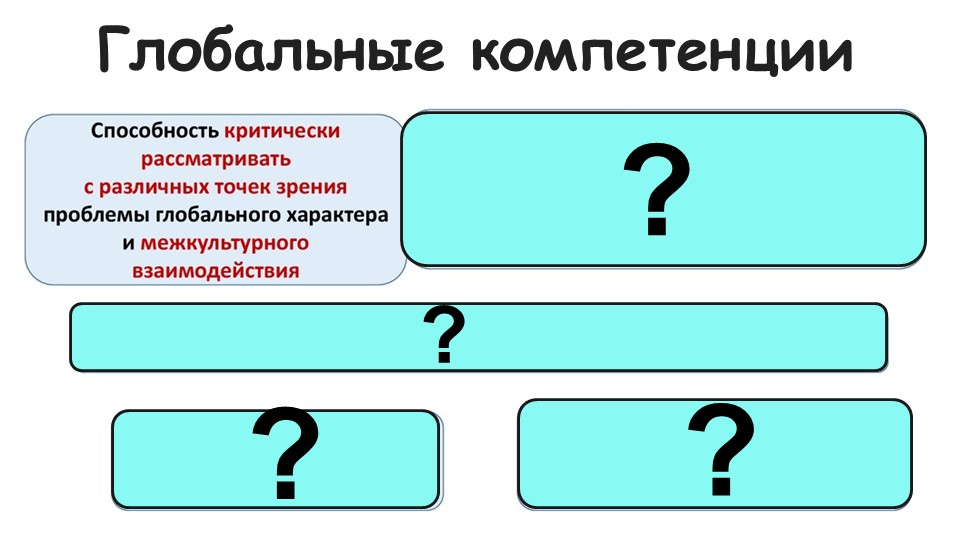 Глобальные компетенции
Способность критически
рассматривать
с различных точек зрения
проблемы глобального характера
и межкультурного
взаимодействия
?
?
?
?